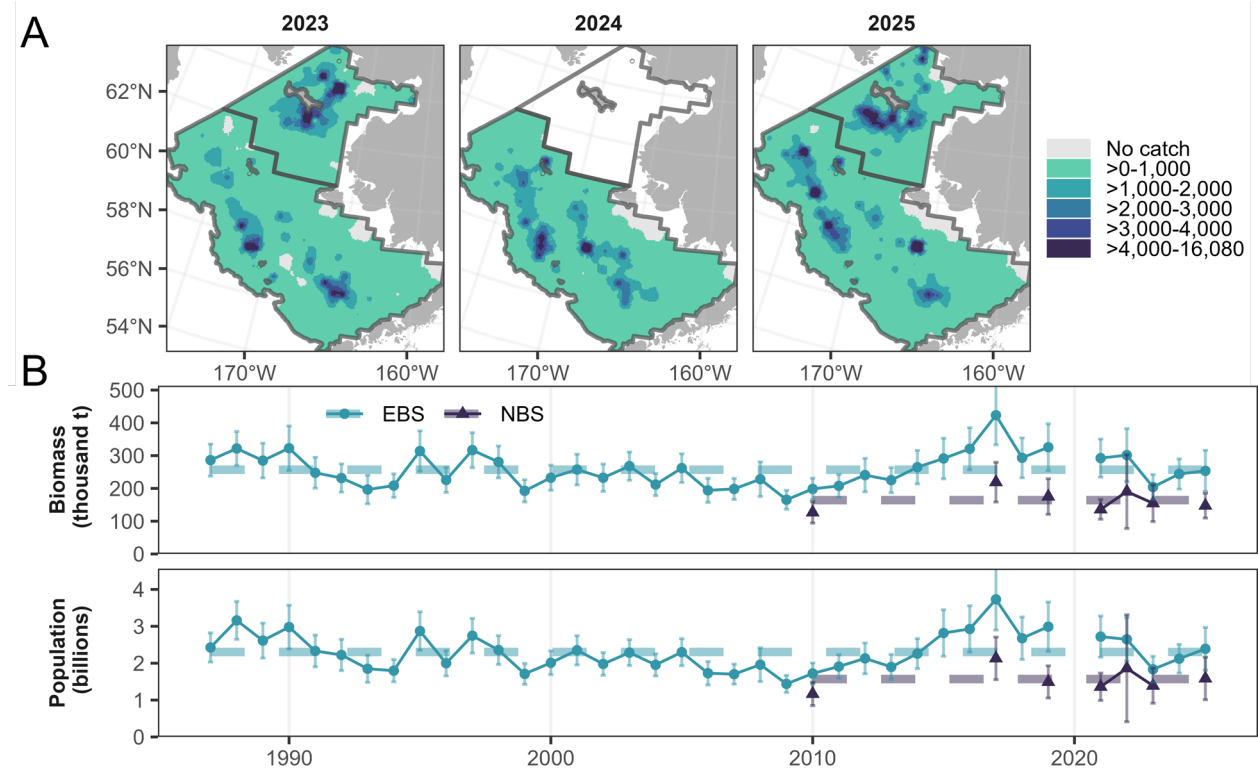 A
2023 2024 2025
62°N
60°N
58°N
56°N
54°N
170°W 160°W 170°W 160°W 170°W 160°W
No catch
>0-1,000
>1,000-2,000
>2,000-3,000
>3,000-4,000
>4,000-16,080
B
Biomass
(thousand t)
500
400
300
200
100
0
EBS NBS
Population
(billions)
4
3
2
1
0
1990 2000 2010 2020